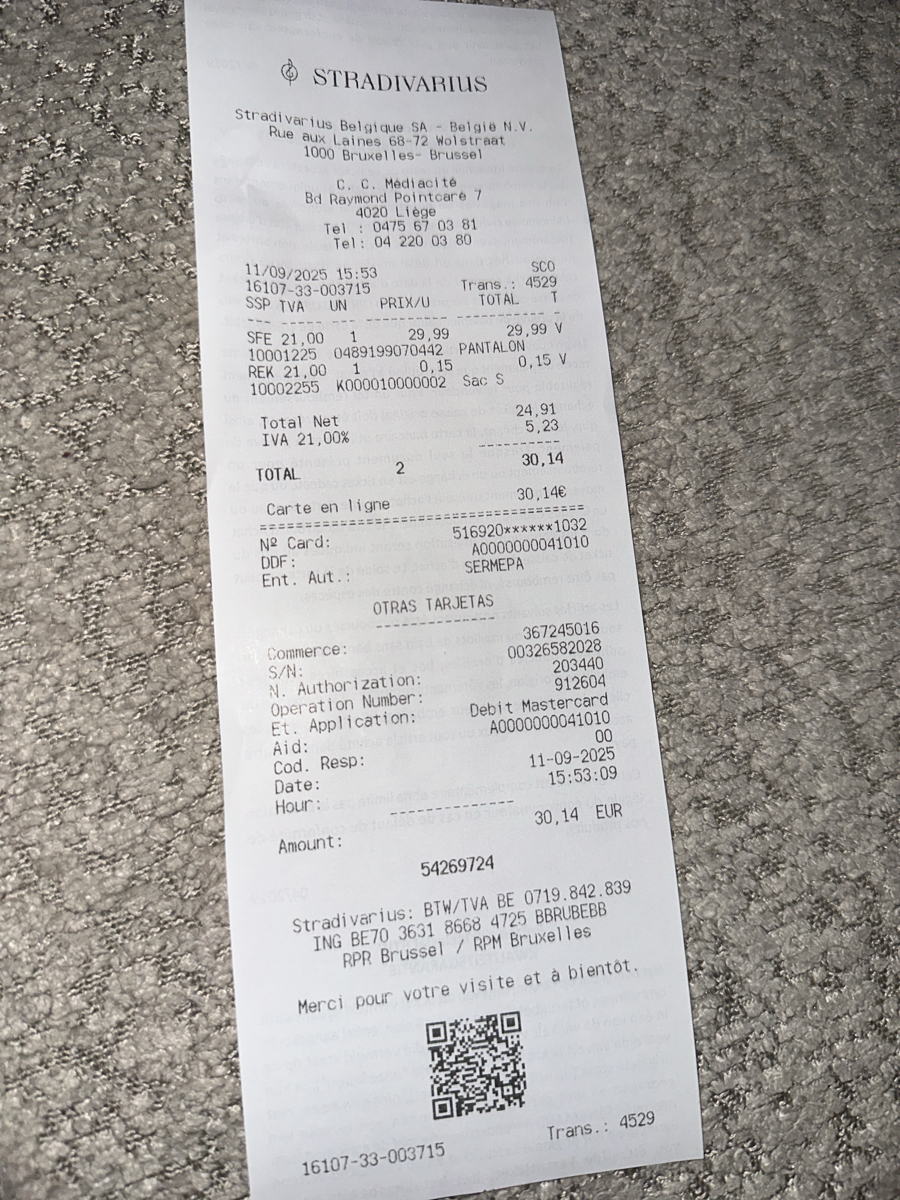 STRADIVARIUS
Stradivarius Belgique SA - België N.V.
Rue aux Laines 68-72 Wolstraat
1000 Bruxelles- Brussel
C. C. Médiacité
Bd Raymond Pointcaré 7
4020 Liège
Tel : 0475 67 03 81
Tel: 04 220 03 80
11/09/2025 15:53 SCO
16107-33-003715 Trans.: 4529
SSP TVA UN PRIX/U TOTAL T
SFE 21,00 1 29,99 29,99 V
10001225 0489199070442 PANTALON
REK 21,00 1 0,15 0,15 V
10002255 K000010000002 Sac S
Total Net 24,91
IVA 21,00% 5,23
TOTAL 2 30,14
Carte en ligne 30,14€
Nº Card: 516920******1032
DDF: A0000000041010
Ent. Aut.: SERMEPA
OTRAS TARJETAS
Commerce: 367245016
S/N: 00326582028
N. Authorization: 203440
Operation Number: 912604
Et. Application: Debit Mastercard
Aid: A0000000041010
Cod. Resp: 00
Date: 11-09-2025
Hour: 15:53:09
Amount: 30,14 EUR
54269724
Stradivarius: BTW/TVA BE 0719.842.839
ING BE70 3631 8668 4725 BBRUBEBB
RPR Brussel / RPM Bruxelles
Merci pour votre visite et à bientôt.
16107-33-003715 Trans.: 4529